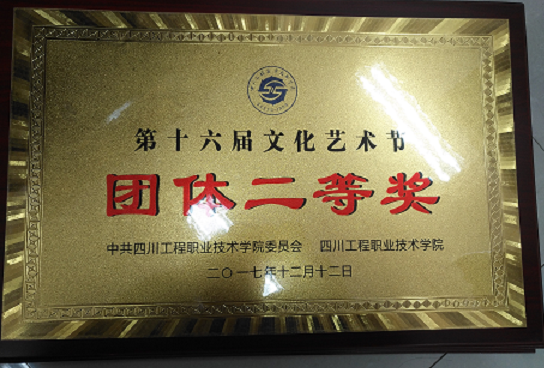 第十六届文化艺术节
团体二等奖
中共四川工程职业技术学院委员会 四川工程职业技术学院
二〇一七年十二月十二日